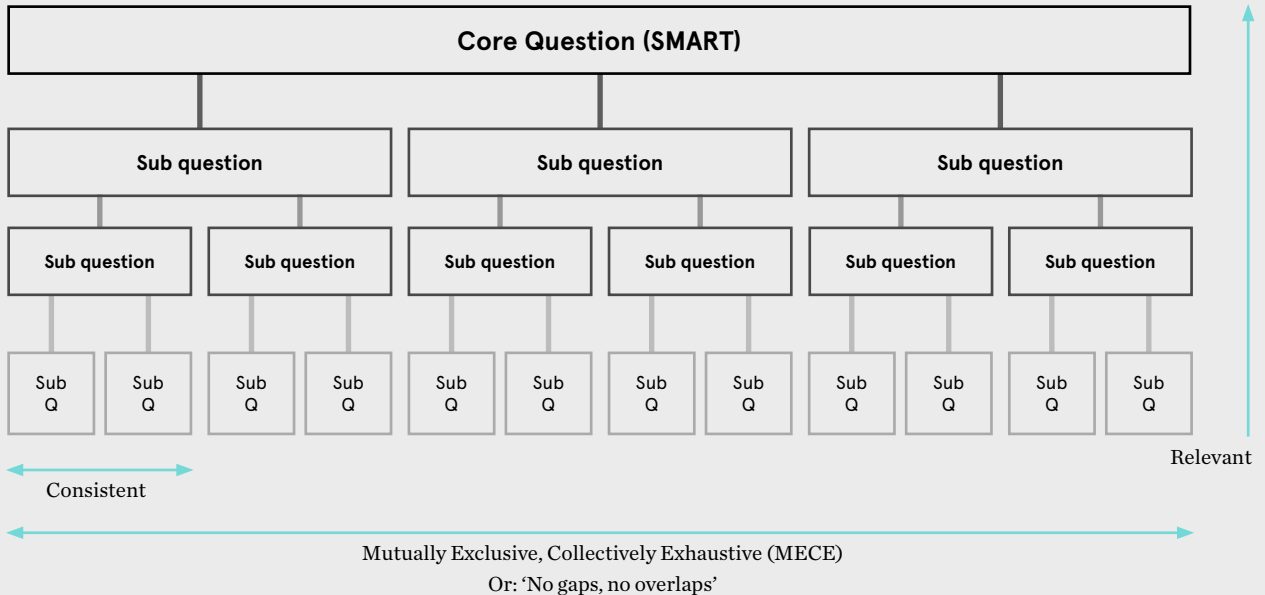 Core Question (SMART)
Sub question
Sub question
Sub question
Sub question
Sub question
Sub question
Sub question
Sub question
Sub question
Sub
Q
Sub
Q
Sub
Q
Sub
Q
Sub
Q
Sub
Q
Sub
Q
Sub
Q
Sub
Q
Sub
Q
Sub
Q
Sub
Q
Relevant
Consistent
Mutually Exclusive, Collectively Exhaustive (MECE)
Or: ‘No gaps, no overlaps’